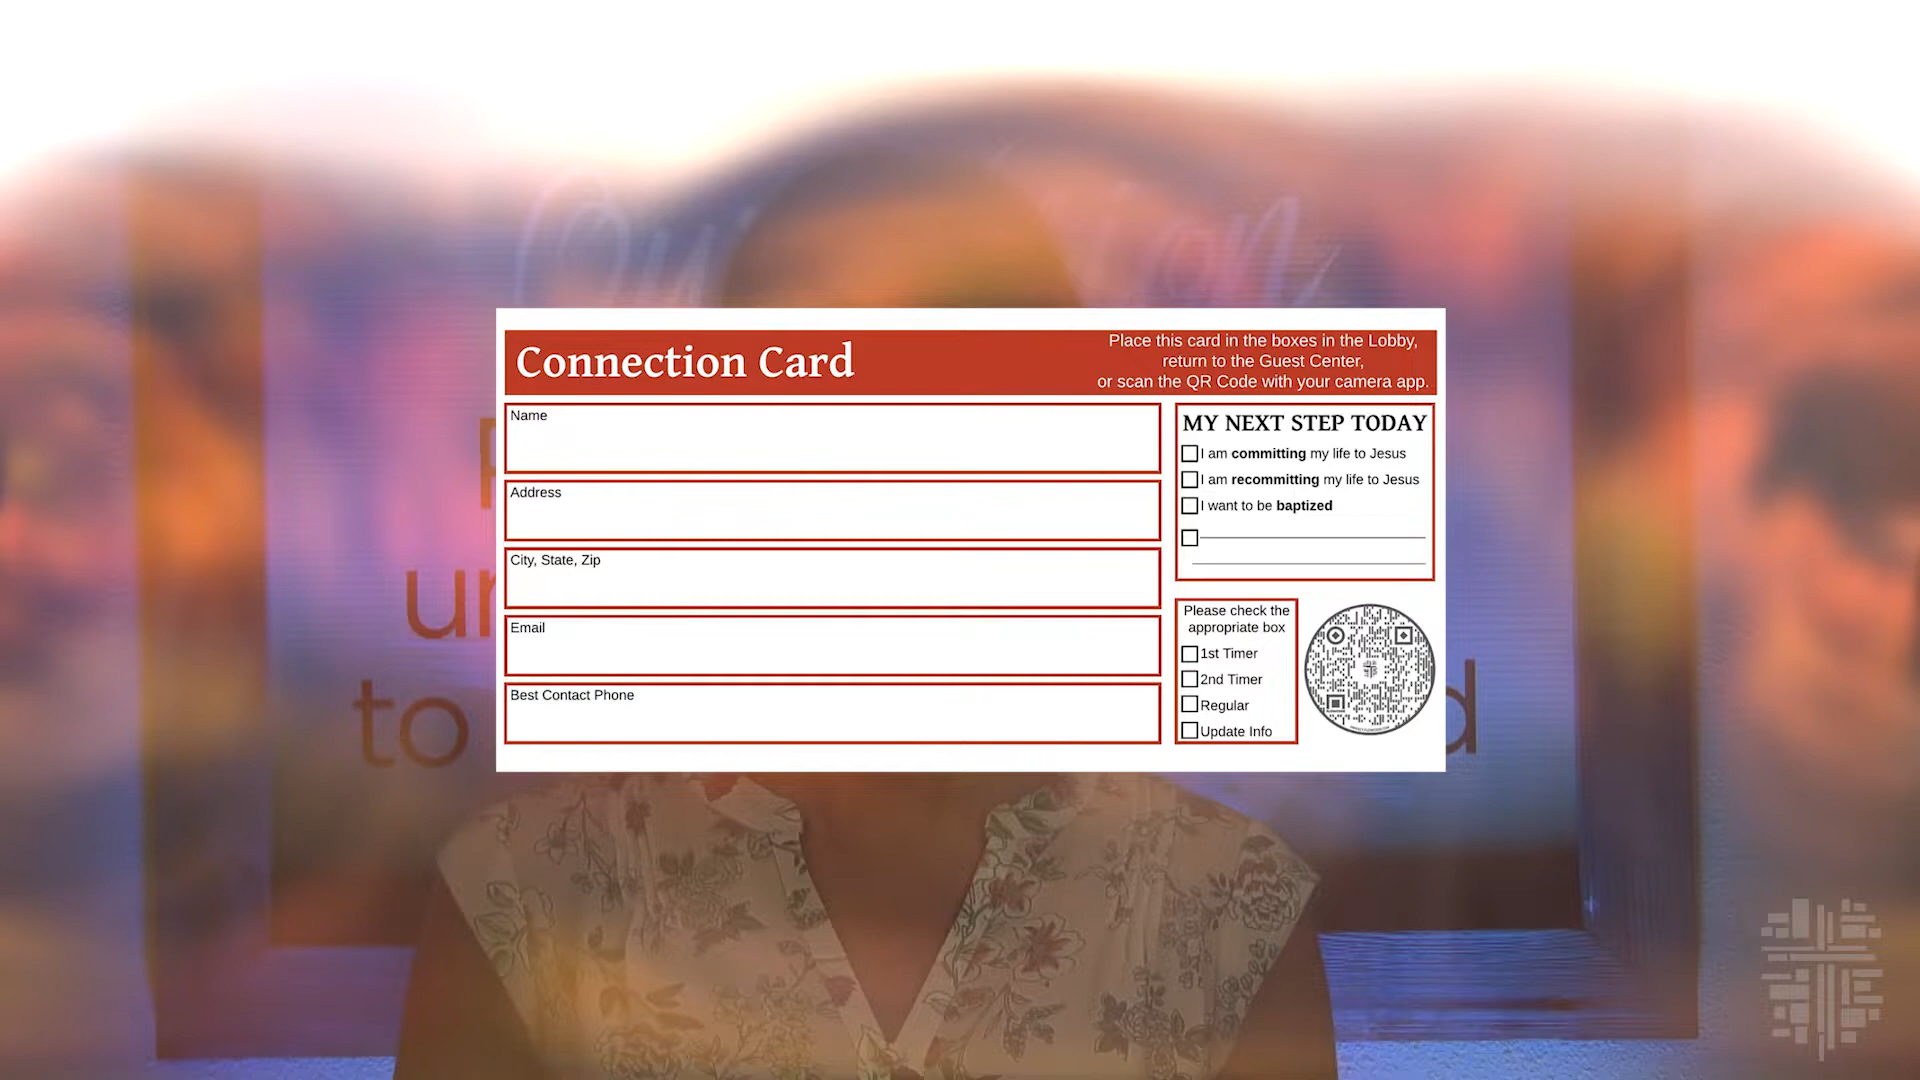 Connection Card
Place this card in the boxes in the Lobby,
return to the Guest Center,
or scan the QR Code with your camera app.
Name
Address
City, State, Zip
Email
Best Contact Phone
MY NEXT STEP TODAY
I am committing my life to Jesus
I am recommitting my life to Jesus
I want to be baptized
Please check the
appropriate box
1st Timer
2nd Timer
Regular
Update Info
to